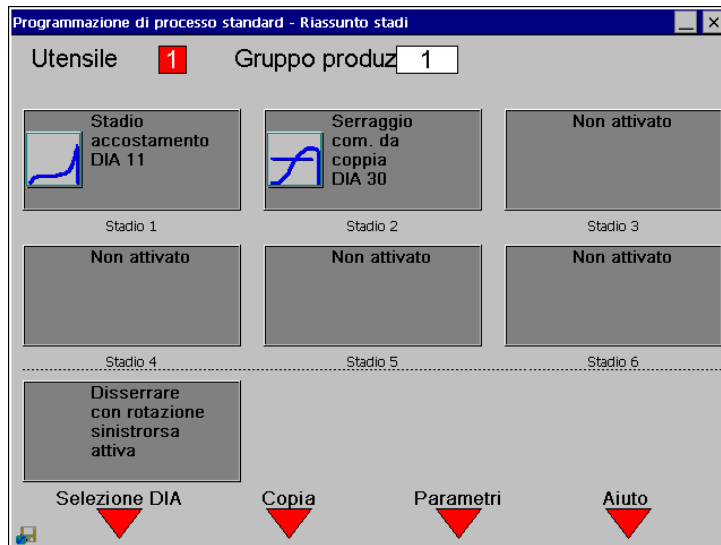 Programmazione di processo standard - Riassunto stadi
Utensile 1 Gruppo produz 1
Stadio
accostamento
DIA 11
Serraggio
com. da
coppia
DIA 30
Non attivato
Stadio 1 Stadio 2 Stadio 3
Non attivato Non attivato Non attivato
Stadio 4 Stadio 5 Stadio 6
Disserrare
con rotazione
sinistrorsa
attiva
Selezione DIA Copia Parametri Aiuto